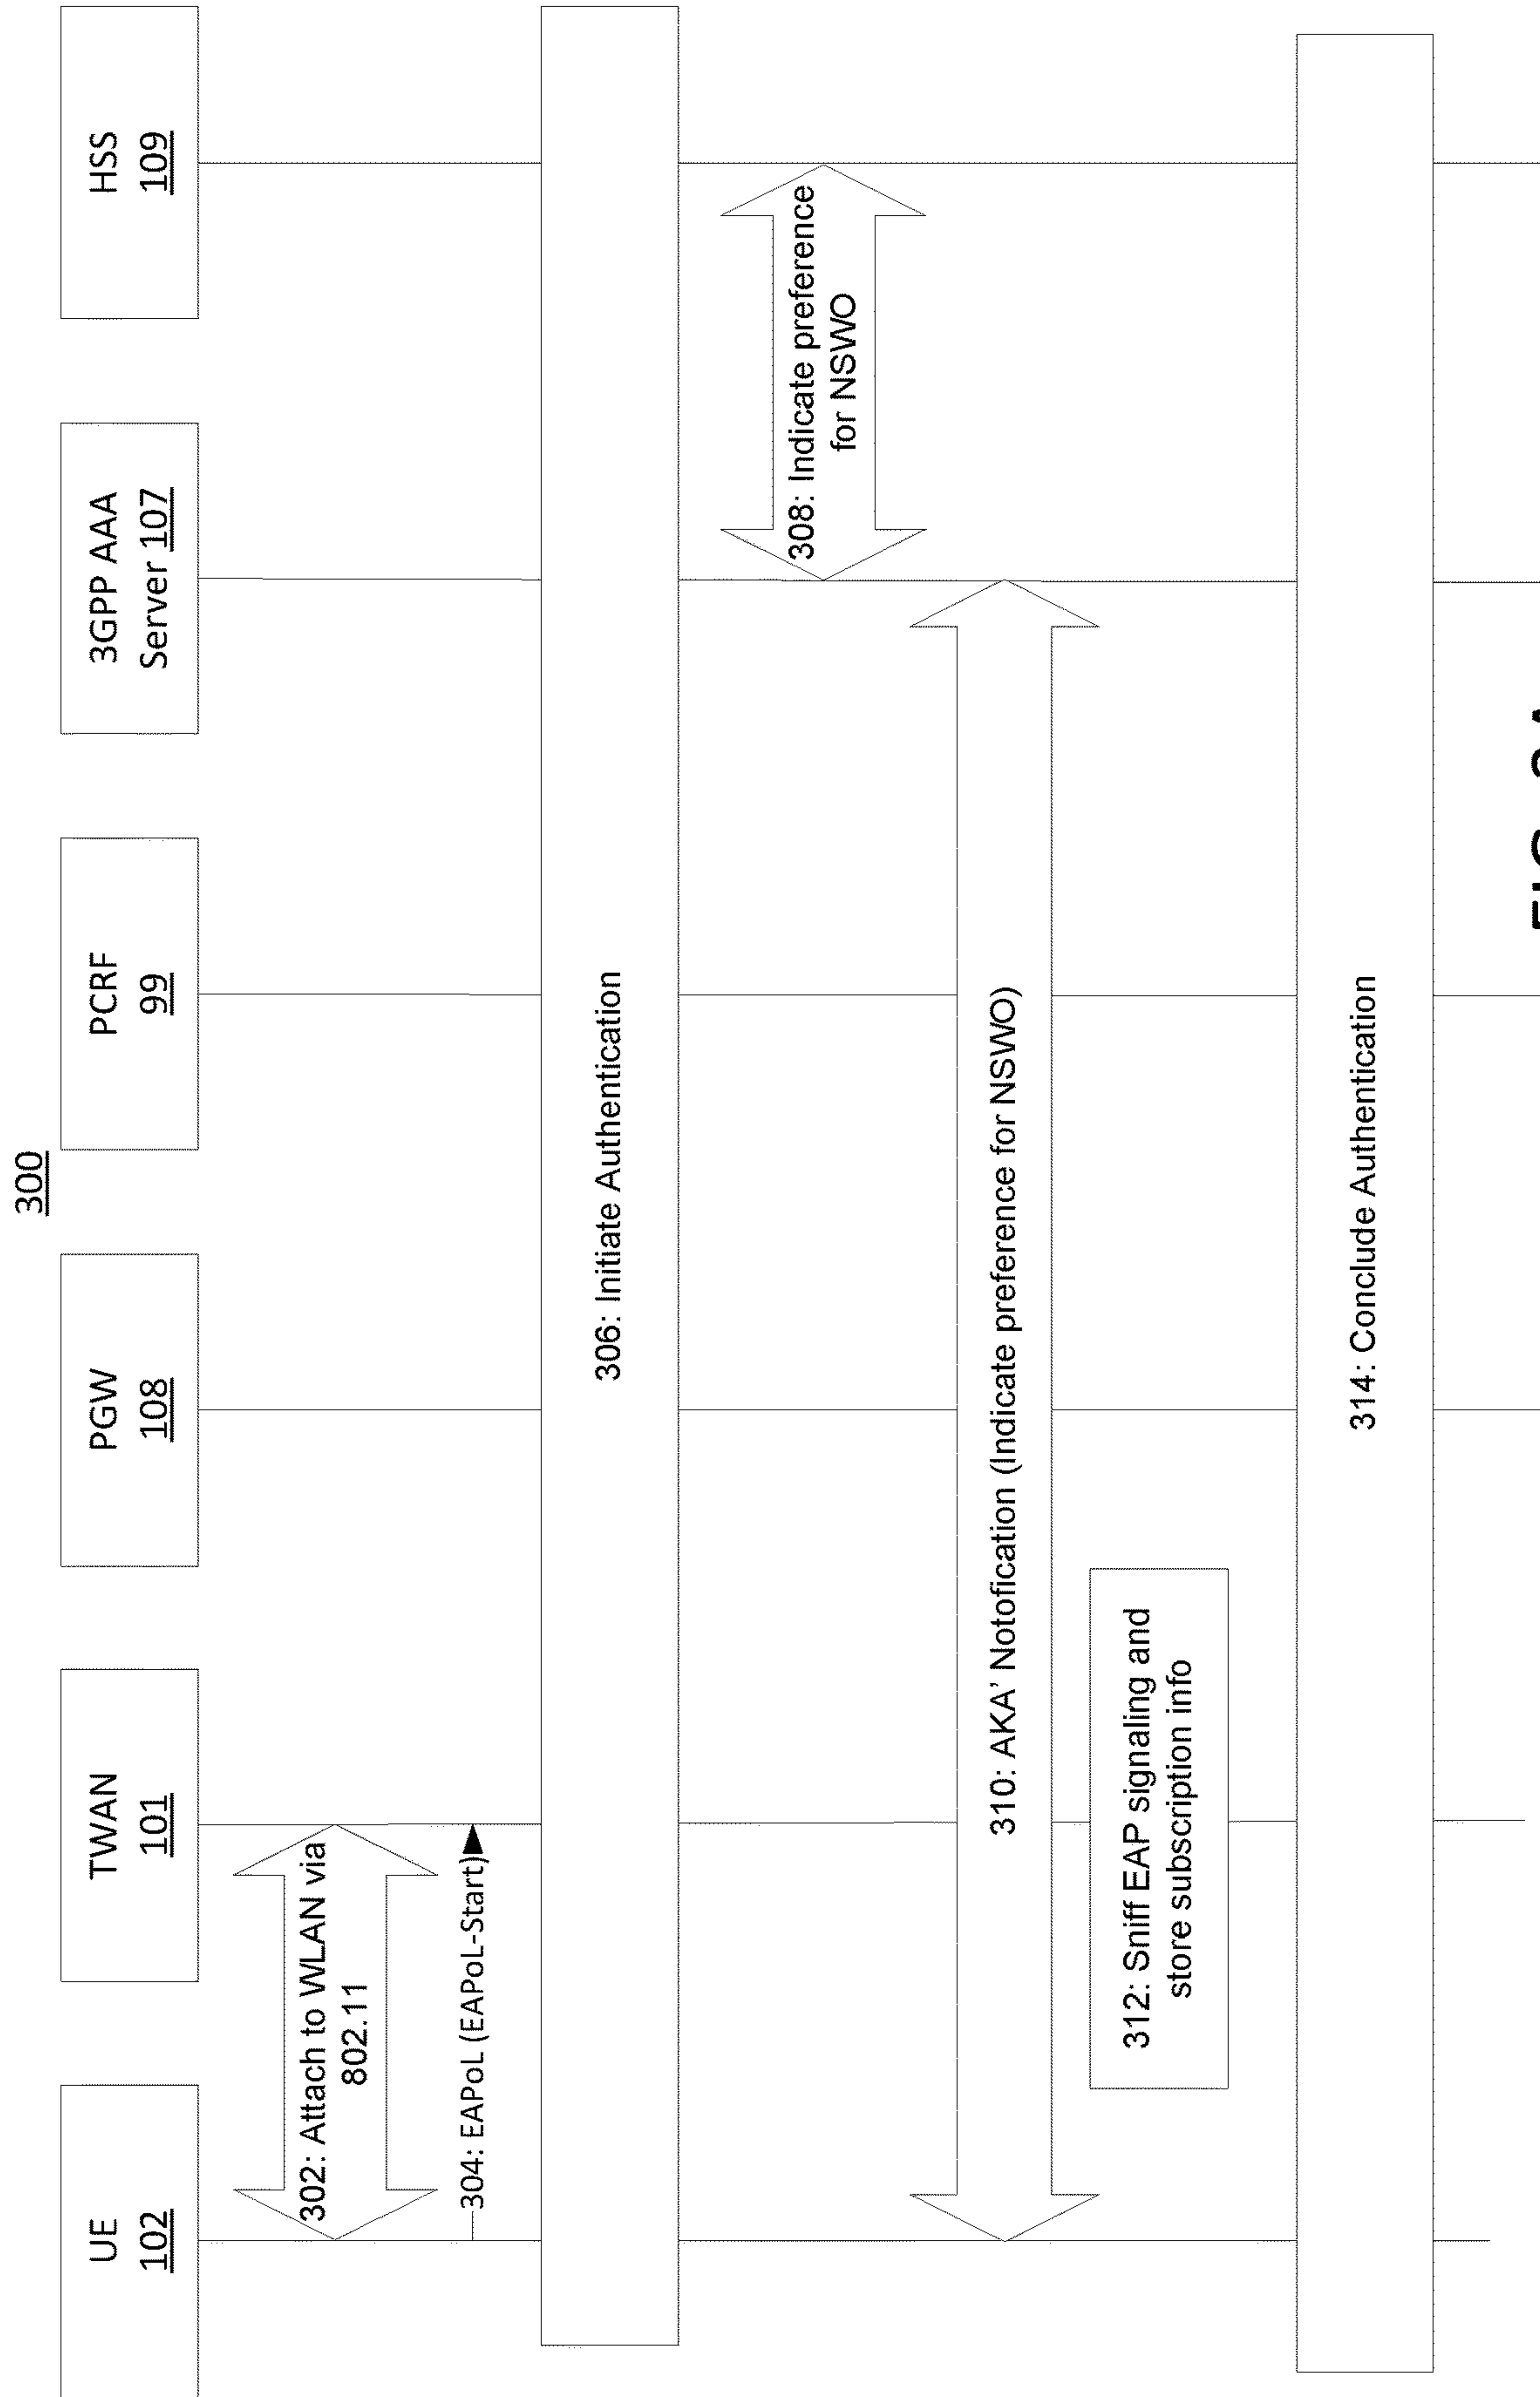 300
UE
102
TWAN
101
PGW
108
PCRF
99
3GPP AAA
Server 107
HSS
109
302: Attach to WLAN via
802.11
304: EAPoL (EAPoL-Start)
306: Initiate Authentication
308: Indicate preference
for NSWO
310: AKA' Notofication (Indicate preference for NSWO)
312: Sniff EAP signaling and
store subscription info
314: Conclude Authentication